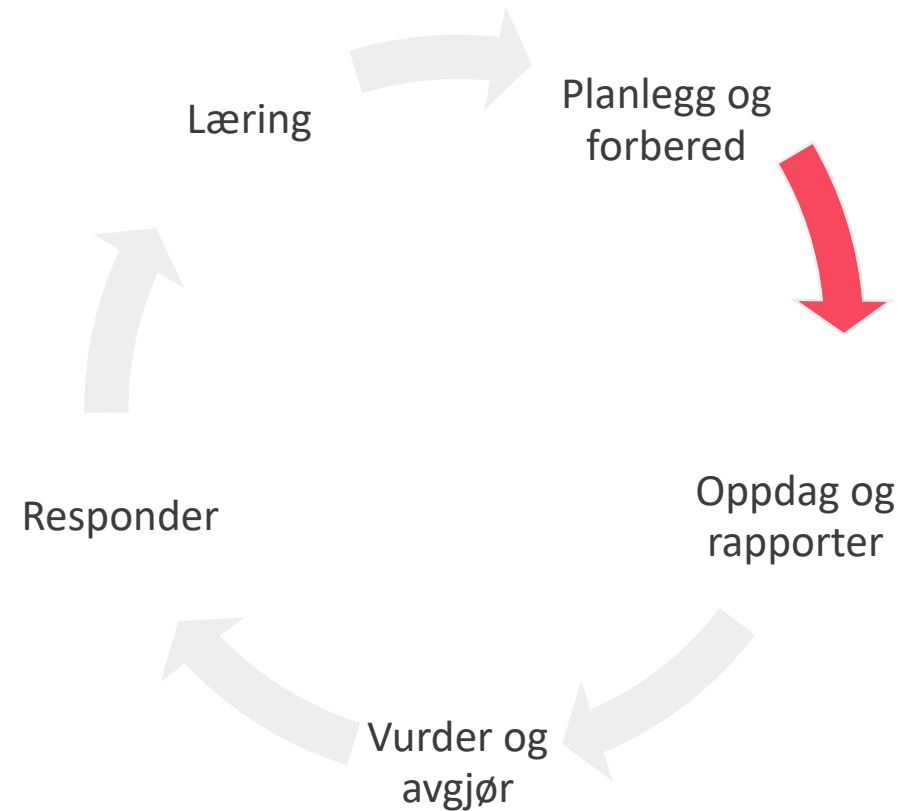 Planlegg og
forbered
Oppdag og
rapporter
Vurder og
avgjør
Responder
Læring